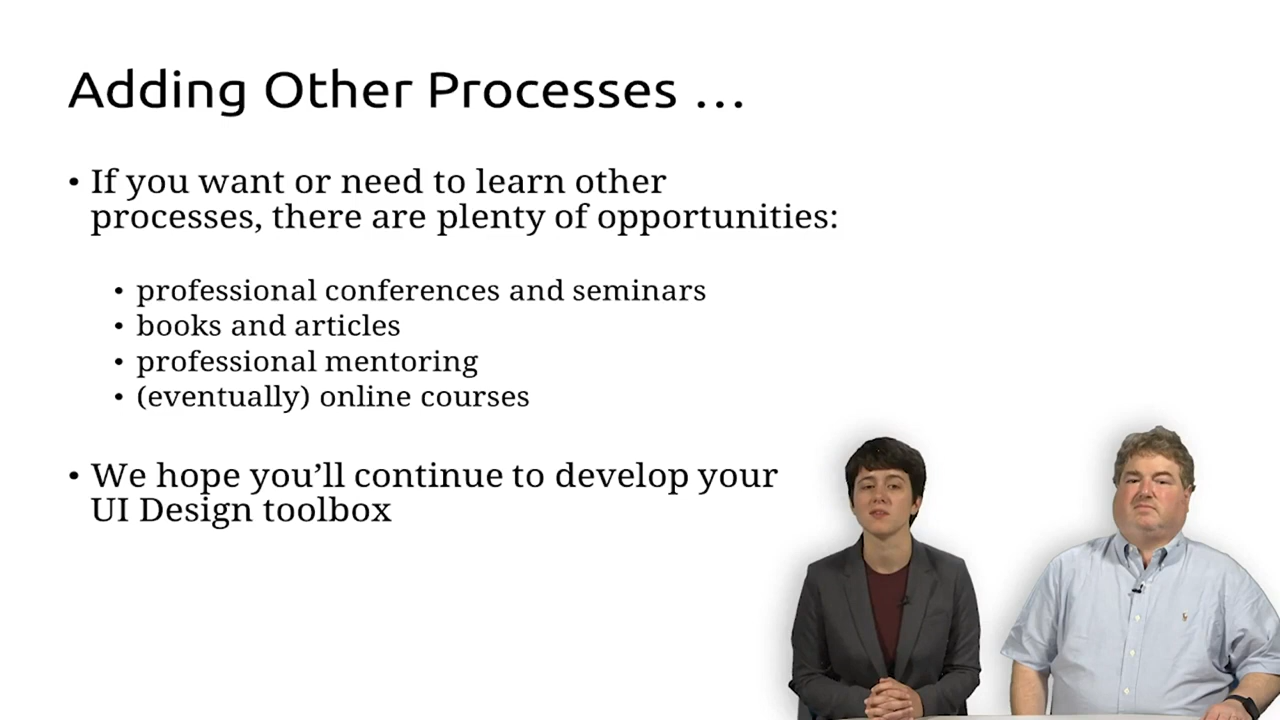 Adding Other Processes …
• If you want or need to learn other
processes, there are plenty of opportunities:
• professional conferences and seminars
• books and articles
• professional mentoring
• (eventually) online courses
• We hope you’ll continue to develop your
UI Design toolbox